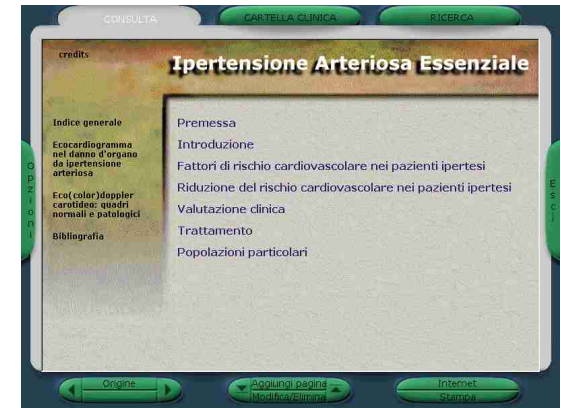 CONSULTA
CARTELLA CLINICA
RICERCA
credits
Ipertensione Arteriosa Essenziale
Indice generale
Ecocardiogramma
nel danno d'organo
da ipertensione
arteriosa
Eco(color)doppler
carotideo: quadri
normali e patologici
Bibliografia
Premessa
Introduzione
Fattori di rischio cardiovascolare nei pazienti ipertesi
Riduzione del rischio cardiovascolare nei pazienti ipertesi
Valutazione clinica
Trattamento
Popolazioni particolari
Opzioni
Esci
Origine
Aggiungi pagina
Modifica/Elimina
Internet
Stampa